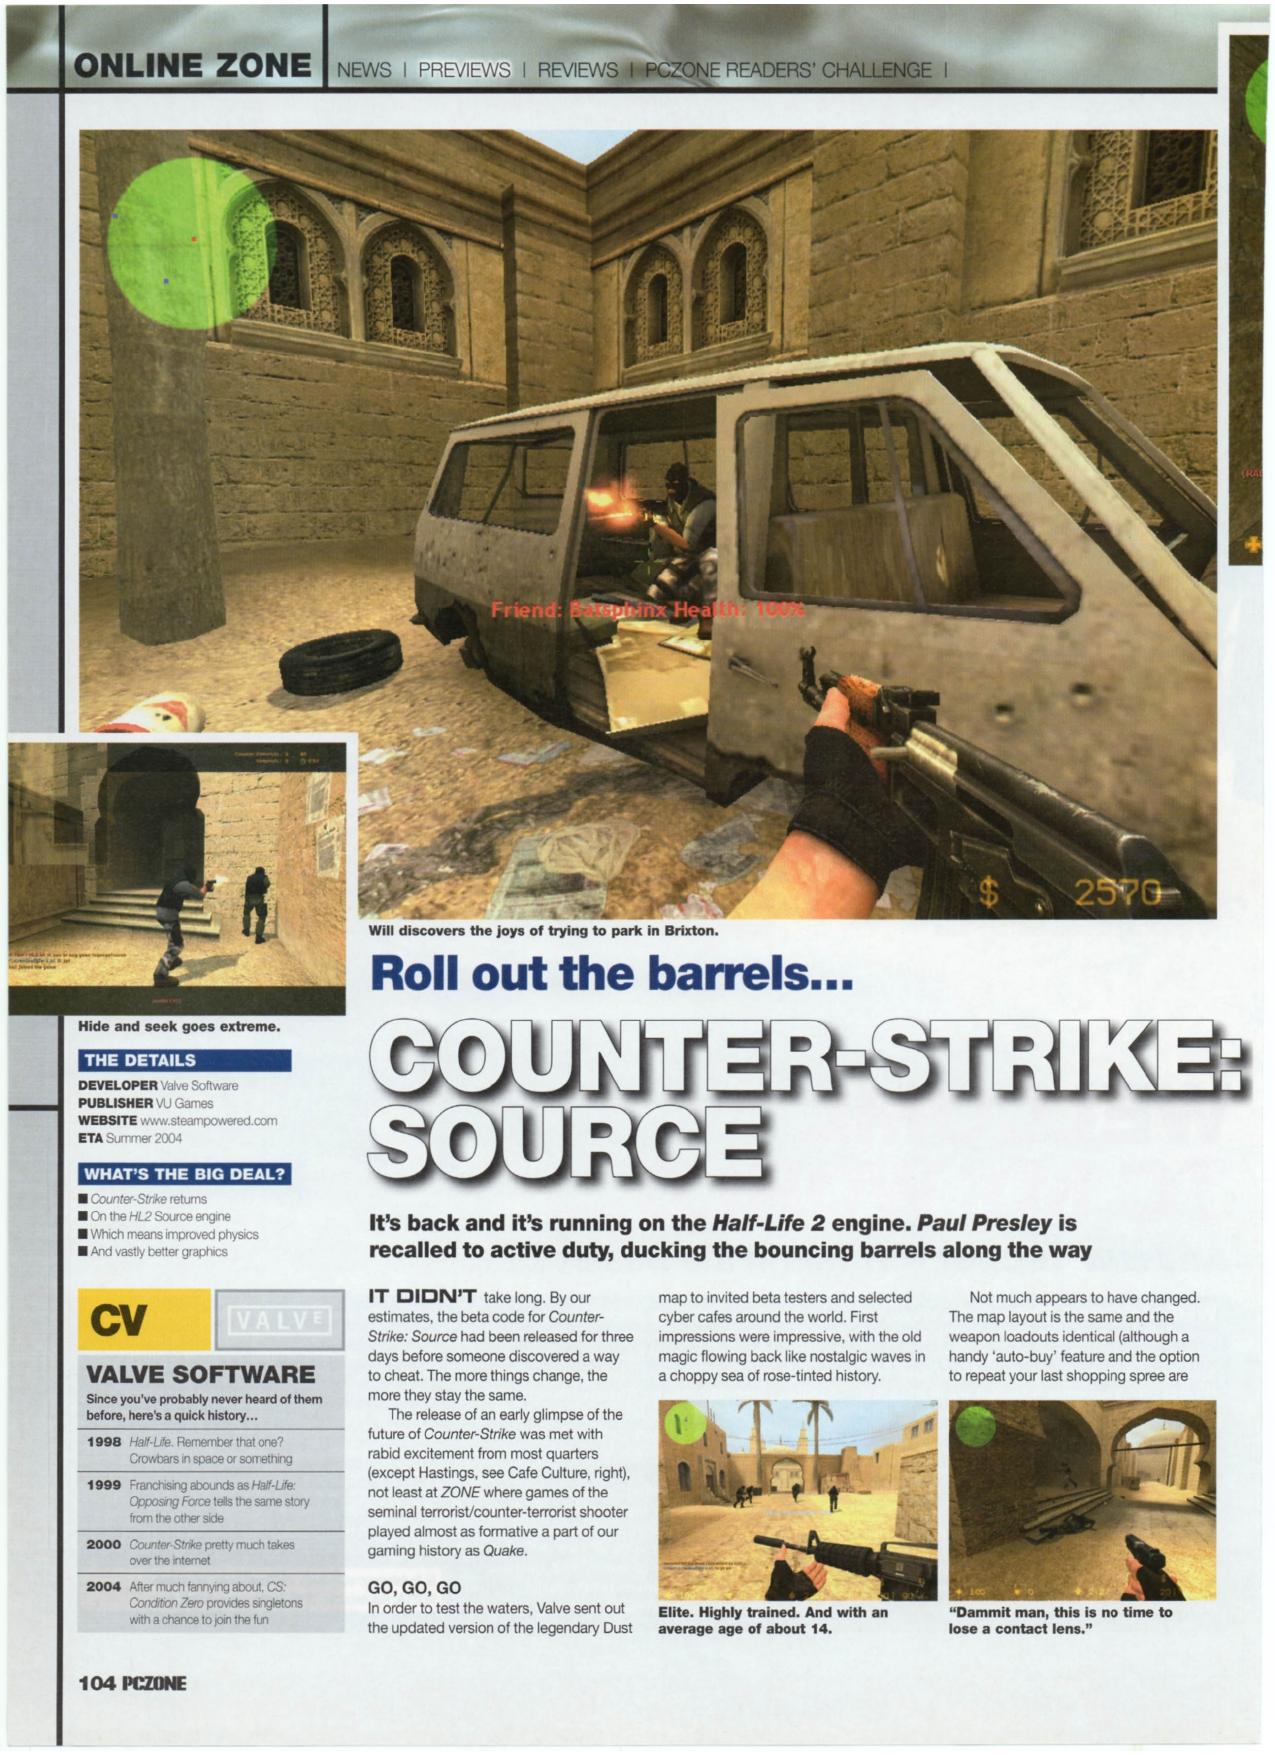 ONLINE ZONE
NEWS | PREVIEWS | REVIEWS | PCZONE READERS' CHALLENGE |
Friend: Batsphinx Health: 100%
$ 2570
Will discovers the joys of trying to park in Brixton.
Hide and seek goes extreme.
THE DETAILS
DEVELOPER Valve Software
PUBLISHER VU Games
WEBSITE www.steampowered.com
ETA Summer 2004
WHAT'S THE BIG DEAL?
■ Counter-Strike returns
■ On the HL2 Source engine
■ Which means improved physics
■ And vastly better graphics
CV
VALVE
VALVE SOFTWARE
Since you've probably never heard of them
before, here's a quick history...
1998 Half-Life. Remember that one?
Crowbars in space or something
1999 Franchising abounds as Half-Life:
Opposing Force tells the same story
from the other side
2000 Counter-Strike pretty much takes
over the internet
2004 After much fannying about, CS:
Condition Zero provides singletons
with a chance to join the fun
Roll out the barrels...
COUNTER-STRIKE:
SOURCE
It's back and it's running on the Half-Life 2 engine. Paul Presley is
recalled to active duty, ducking the bouncing barrels along the way
IT DIDN'T take long. By our
estimates, the beta code for Counter-
Strike: Source had been released for three
days before someone discovered a way
to cheat. The more things change, the
more they stay the same.
The release of an early glimpse of the
future of Counter-Strike was met with
rabid excitement from most quarters
(except Hastings, see Cafe Culture, right),
not least at ZONE where games of the
seminal terrorist/counter-terrorist shooter
played almost as formative a part of our
gaming history as Quake.
GO, GO, GO
In order to test the waters, Valve sent out
the updated version of the legendary Dust
map to invited beta testers and selected
cyber cafes around the world. First
impressions were impressive, with the old
magic flowing back like nostalgic waves in
a choppy sea of rose-tinted history.
Elite. Highly trained. And with an
average age of about 14.
Not much appears to have changed.
The map layout is the same and the
weapon loadouts identical (although a
handy 'auto-buy' feature and the option
to repeat your last shopping spree are
"Dammit man, this is no time to
lose a contact lens."
104 PCZONE